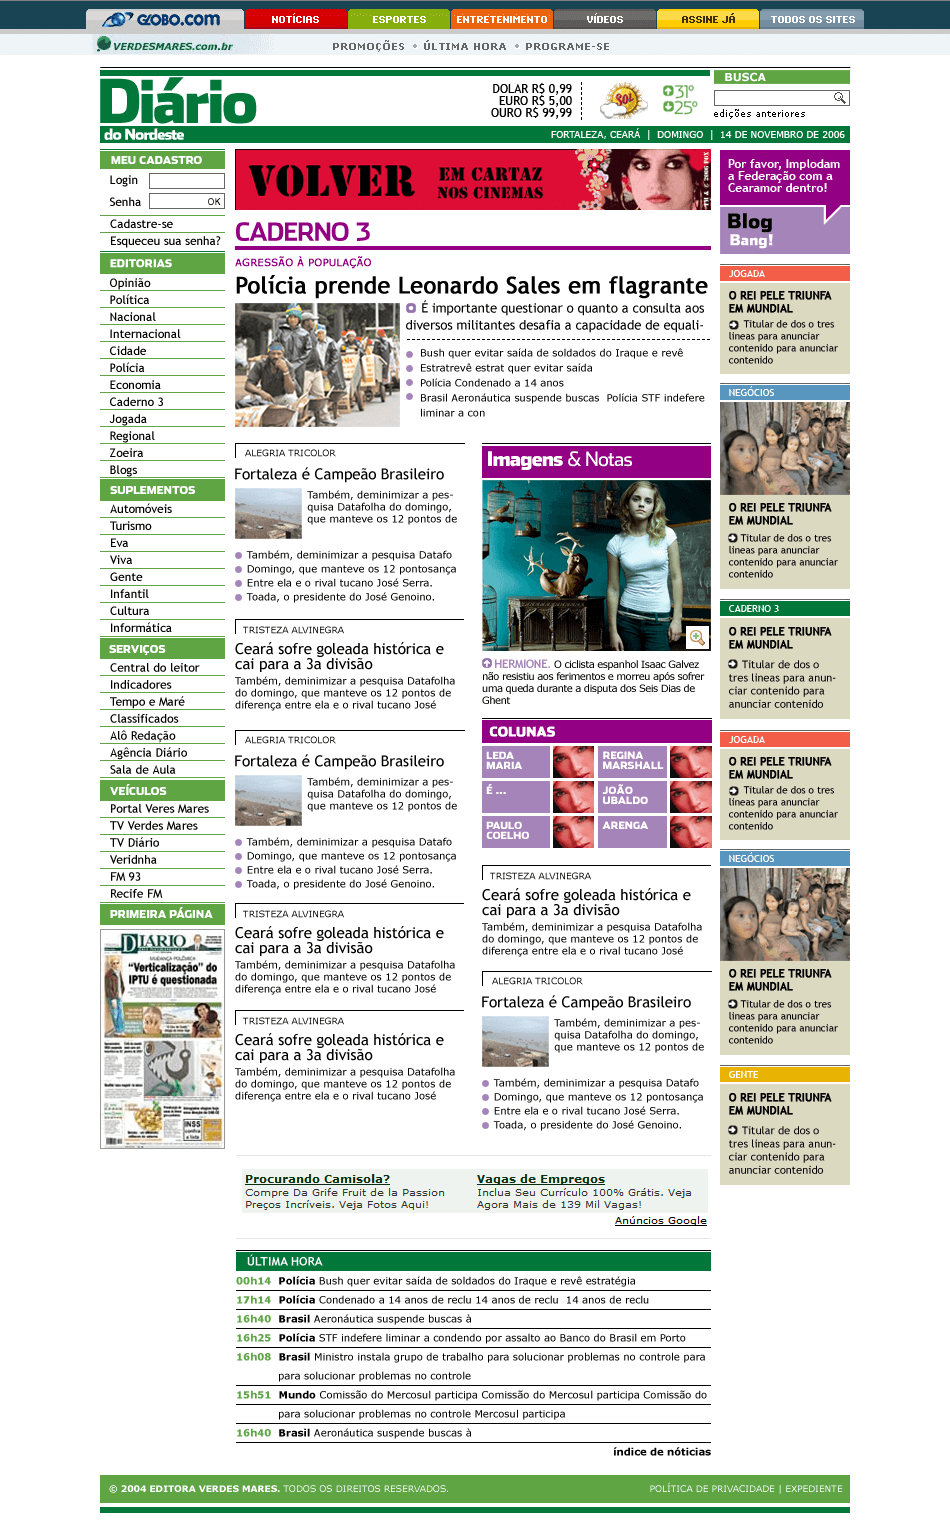 GLOBO.COM
NOTÍCIAS
ESPORTES
ENTRETENIMENTO
VÍDEOS
ASSINE JÁ
TODOS OS SITES
VERDESMARES.com.br
PROMOÇÕES • ÚLTIMA HORA • PROGRAME-SE
Diário
do Nordeste
DOLAR R$ 0,99
EURO R$ 5,00
OURO R$ 99,99
SOL
31°
25°
BUSCA
edições anteriores
FORTALEZA, CEARÁ | DOMINGO | 14 DE NOVEMBRO DE 2006
MEU CADASTRO
Login
Senha
OK
Cadastre-se
Esqueceu sua senha?
EDITORIAS
Opinião
Política
Nacional
Internacional
Cidade
Polícia
Economia
Caderno 3
Jogada
Regional
Zoeira
Blogs
SUPLEMENTOS
Automóveis
Turismo
Eva
Viva
Gente
Infantil
Cultura
Informática
SERVIÇOS
Central do leitor
Indicadores
Tempo e Maré
Classificados
Alô Redação
Agência Diário
Sala de Aula
VEÍCULOS
Portal Veres Mares
TV Verdes Mares
TV Diário
Veridnha
FM 93
Recife FM
PRIMEIRA PÁGINA
DIARIO
MUDANÇA POLÊMICA
"Verticalização" do
IPTU é questionada
INSS
VOLVER
EM CARTAZ
NOS CINEMAS
CADERNO 3
AGRESSÃO À POPULAÇÃO
Polícia prende Leonardo Sales em flagrante
É importante questionar o quanto a consulta aos
diversos militantes desafia a capacidade de equali-
Bush quer evitar saída de soldados do Iraque e revê
Estratrevê estrat quer evitar saída
Polícia Condenado a 14 anos
Brasil Aeronáutica suspende buscas Polícia STF indefere
liminar a con
ALEGRIA TRICOLOR
Fortaleza é Campeão Brasileiro
Também, deminimizar a pes-
quisa Datafolha do domingo,
que manteve os 12 pontos de
Também, deminimizar a pesquisa Datafo
Domingo, que manteve os 12 pontosança
Entre ela e o rival tucano José Serra.
Toada, o presidente do José Genoino.
TRISTEZA ALVINEGRA
Ceará sofre goleada histórica e
cai para a 3a divisão
Também, deminimizar a pesquisa Datafolha
do domingo, que manteve os 12 pontos de
diferença entre ela e o rival tucano José
ALEGRIA TRICOLOR
Fortaleza é Campeão Brasileiro
Também, deminimizar a pes-
quisa Datafolha do domingo,
que manteve os 12 pontos de
Também, deminimizar a pesquisa Datafo
Domingo, que manteve os 12 pontosança
Entre ela e o rival tucano José Serra.
Toada, o presidente do José Genoino.
TRISTEZA ALVINEGRA
Ceará sofre goleada histórica e
cai para a 3a divisão
Também, deminimizar a pesquisa Datafolha
do domingo, que manteve os 12 pontos de
diferença entre ela e o rival tucano José
TRISTEZA ALVINEGRA
Ceará sofre goleada histórica e
cai para a 3a divisão
Também, deminimizar a pesquisa Datafolha
do domingo, que manteve os 12 pontos de
diferença entre ela e o rival tucano José
Imagens & Notas
HERMIONE. O ciclista espanhol Isaac Galvez
não resistiu aos ferimentos e morreu após sofrer
uma queda durante a disputa dos Seis Dias de
Ghent
COLUNAS
LEDA
MARIA
REGINA
MARSHALL
É ...
JOÃO
UBALDO
PAULO
COELHO
ARENGA
TRISTEZA ALVINEGRA
Ceará sofre goleada histórica e
cai para a 3a divisão
Também, deminimizar a pesquisa Datafolha
do domingo, que manteve os 12 pontos de
diferença entre ela e o rival tucano José
ALEGRIA TRICOLOR
Fortaleza é Campeão Brasileiro
Também, deminimizar a pes-
quisa Datafolha do domingo,
que manteve os 12 pontos de
Também, deminimizar a pesquisa Datafo
Domingo, que manteve os 12 pontosança
Entre ela e o rival tucano José Serra.
Toada, o presidente do José Genoino.
Por favor, Implodam
a Federação com a
Cearamor dentro!
Blog
Bang!
JOGADA
O REI PELE TRIUNFA
EM MUNDIAL
Titular de dos o tres
lineas para anunciar
contenido para anunciar
contenido
NEGÓCIOS
O REI PELE TRIUNFA
EM MUNDIAL
Titular de dos o tres
lineas para anunciar
contenido para anunciar
contenido
CADERNO 3
O REI PELE TRIUNFA
EM MUNDIAL
Titular de dos o
tres lineas para anun-
ciar contenido para
anunciar contenido
JOGADA
O REI PELE TRIUNFA
EM MUNDIAL
Titular de dos o tres
lineas para anunciar
contenido para anunciar
contenido
NEGÓCIOS
O REI PELE TRIUNFA
EM MUNDIAL
Titular de dos o tres
lineas para anunciar
contenido para anunciar
contenido
GENTE
O REI PELE TRIUNFA
EM MUNDIAL
Titular de dos o
tres lineas para anun-
ciar contenido para
anunciar contenido
Procurando Camisola?
Compre Da Grife Fruit de la Passion
Preços Incríveis. Veja Fotos Aqui!
Vagas de Empregos
Inclua Seu Currículo 100% Grátis. Veja
Agora Mais de 139 Mil Vagas!
Anúncios Google
ÚLTIMA HORA
00h14 Polícia Bush quer evitar saída de soldados do Iraque e revê estratégia
17h14 Polícia Condenado a 14 anos de reclu 14 anos de reclu 14 anos de reclu
16h40 Brasil Aeronáutica suspende buscas à
16h25 Polícia STF indefere liminar a condendo por assalto ao Banco do Brasil em Porto
16h08 Brasil Ministro instala grupo de trabalho para solucionar problemas no controle para
para solucionar problemas no controle
15h51 Mundo Comissão do Mercosul participa Comissão do Mercosul participa Comissão do
para solucionar problemas no controle Mercosul participa
16h40 Brasil Aeronáutica suspende buscas à
índice de nóticias
© 2004 EDITORA VERDES MARES. TODOS OS DIREITOS RESERVADOS.
POLÍTICA DE PRIVACIDADE | EXPEDIENTE